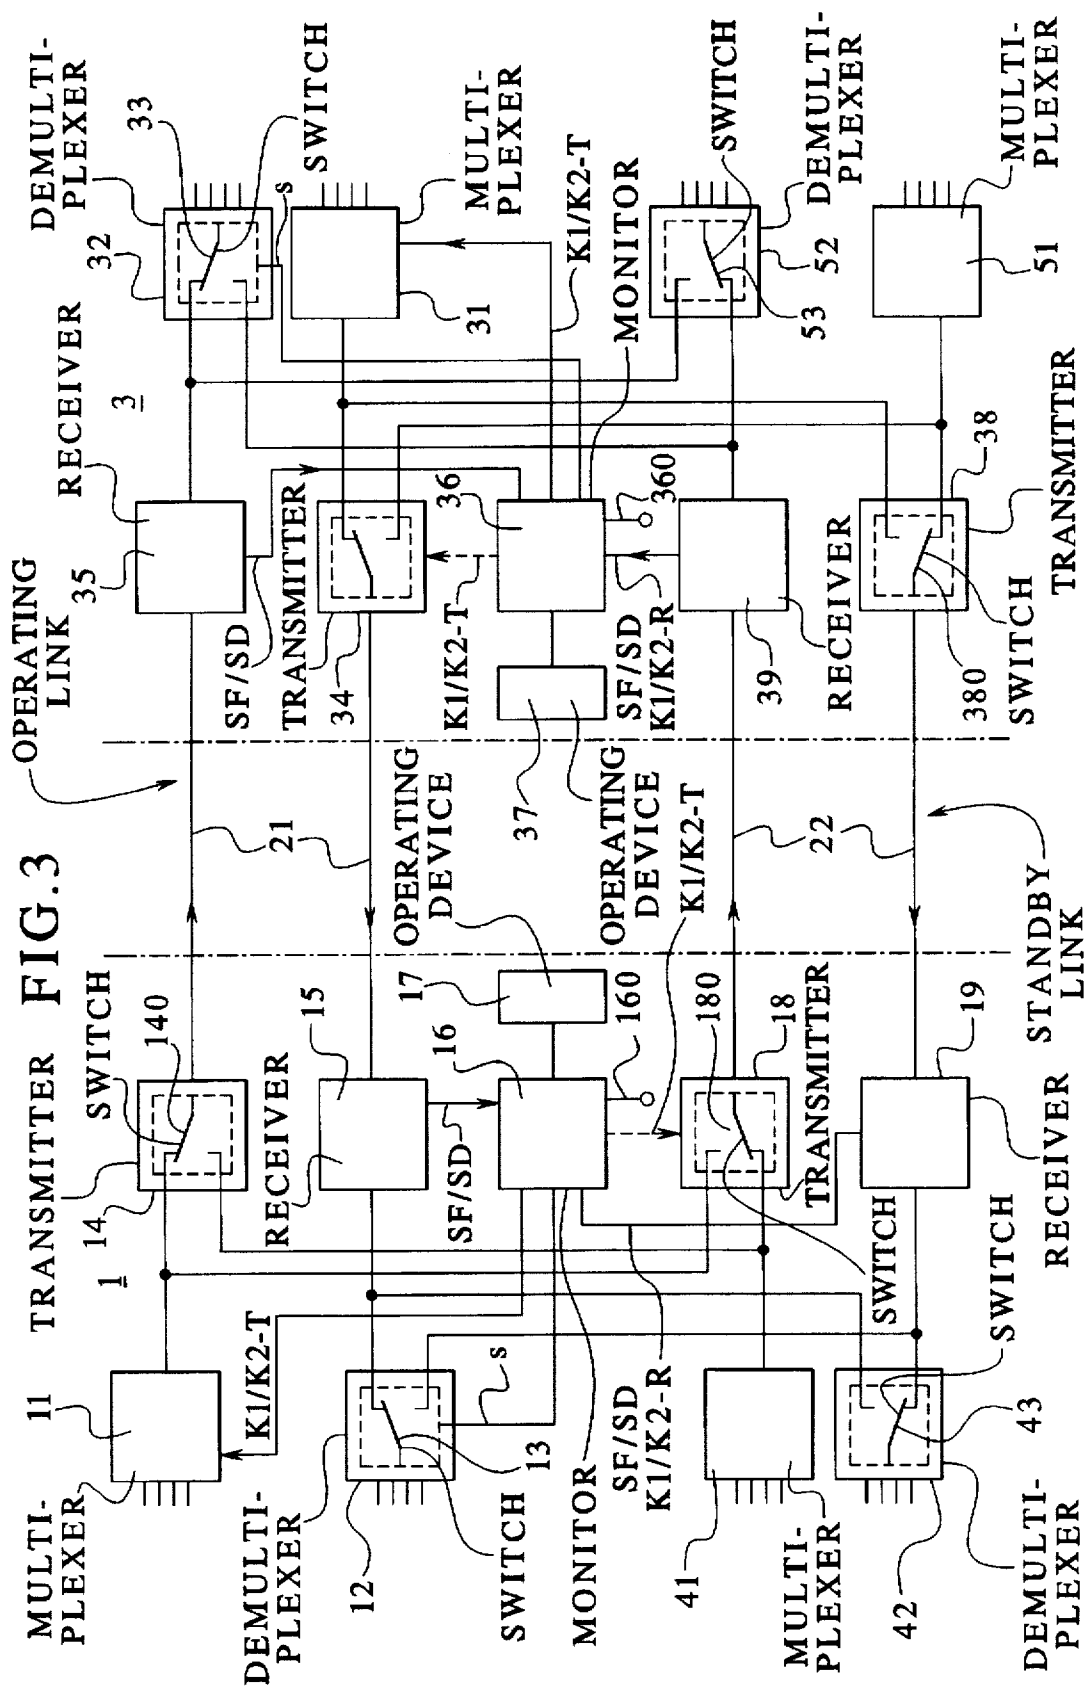 FIG.3
MULTI-
PLEXER
11
K1/K2-T
1
TRANSMITTER
14
SWITCH
140
OPERATING
LINK
21
RECEIVER
35
3
DEMULTI-
PLEXER
32
33
SWITCH
s
SF/SD
DEMULTI-
PLEXER
12
SWITCH
13
s
RECEIVER
15
SF/SD
TRANSMITTER
34
MULTI-
PLEXER
31
MONITOR
16
17
OPERATING
DEVICE
160
K1/K2-T
OPERATING
DEVICE
37
K1/K2-T
36
360
SF/SD
K1/K2-R
K1/K2-T
MONITOR
SF/SD
K1/K2-R
MULTI-
PLEXER
41
SWITCH
180
18
TRANSMITTER
22
39
RECEIVER
53
52
SWITCH
DEMULTI-
PLEXER
42
43
DEMULTI-
PLEXER
SWITCH
19
RECEIVER
STANDBY
LINK
380
SWITCH
38
TRANSMITTER
51
MULTI-
PLEXER